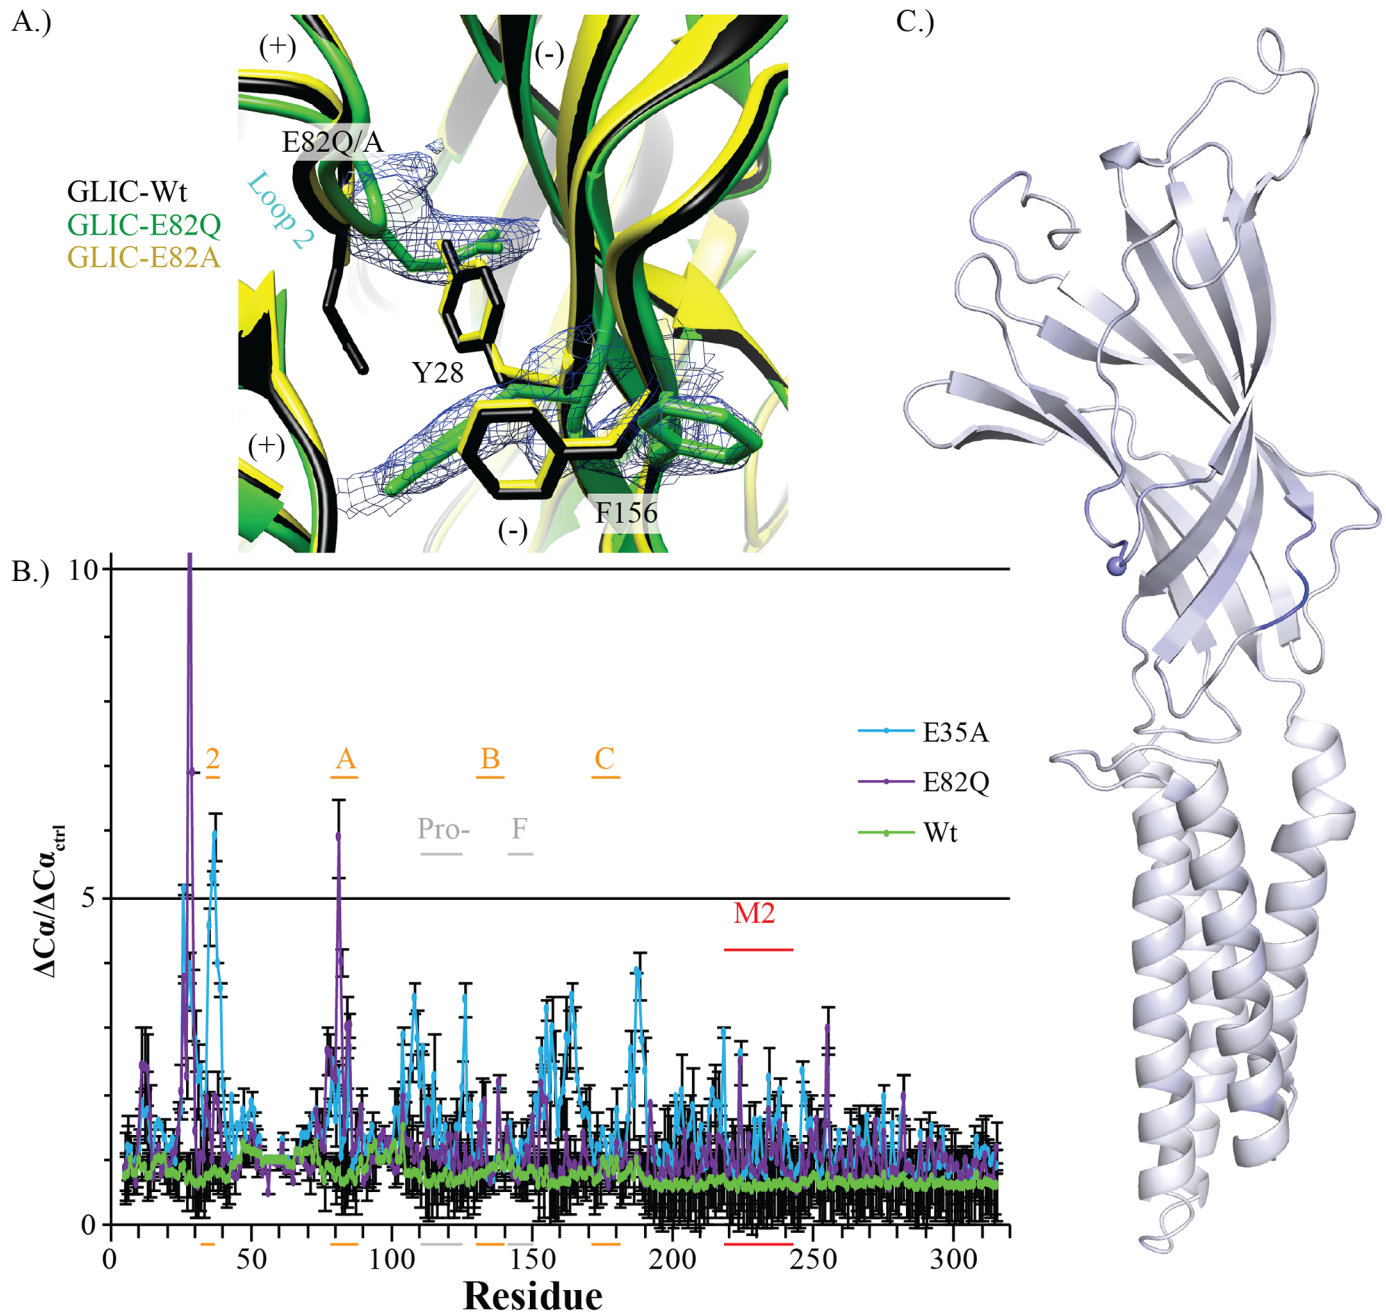 A.)
C.)
(+)
(-)
E82Q/A
GLIC-Wt
GLIC-E82Q
GLIC-E82A
Loop 2
Y28
(+)
F156
(-)
B.)
10
5
0
ΔCα/ΔCαctrl
2
A
B
C
Pro-
F
M2
E35A
E82Q
Wt
0
50
100
150
200
250
300
Residue